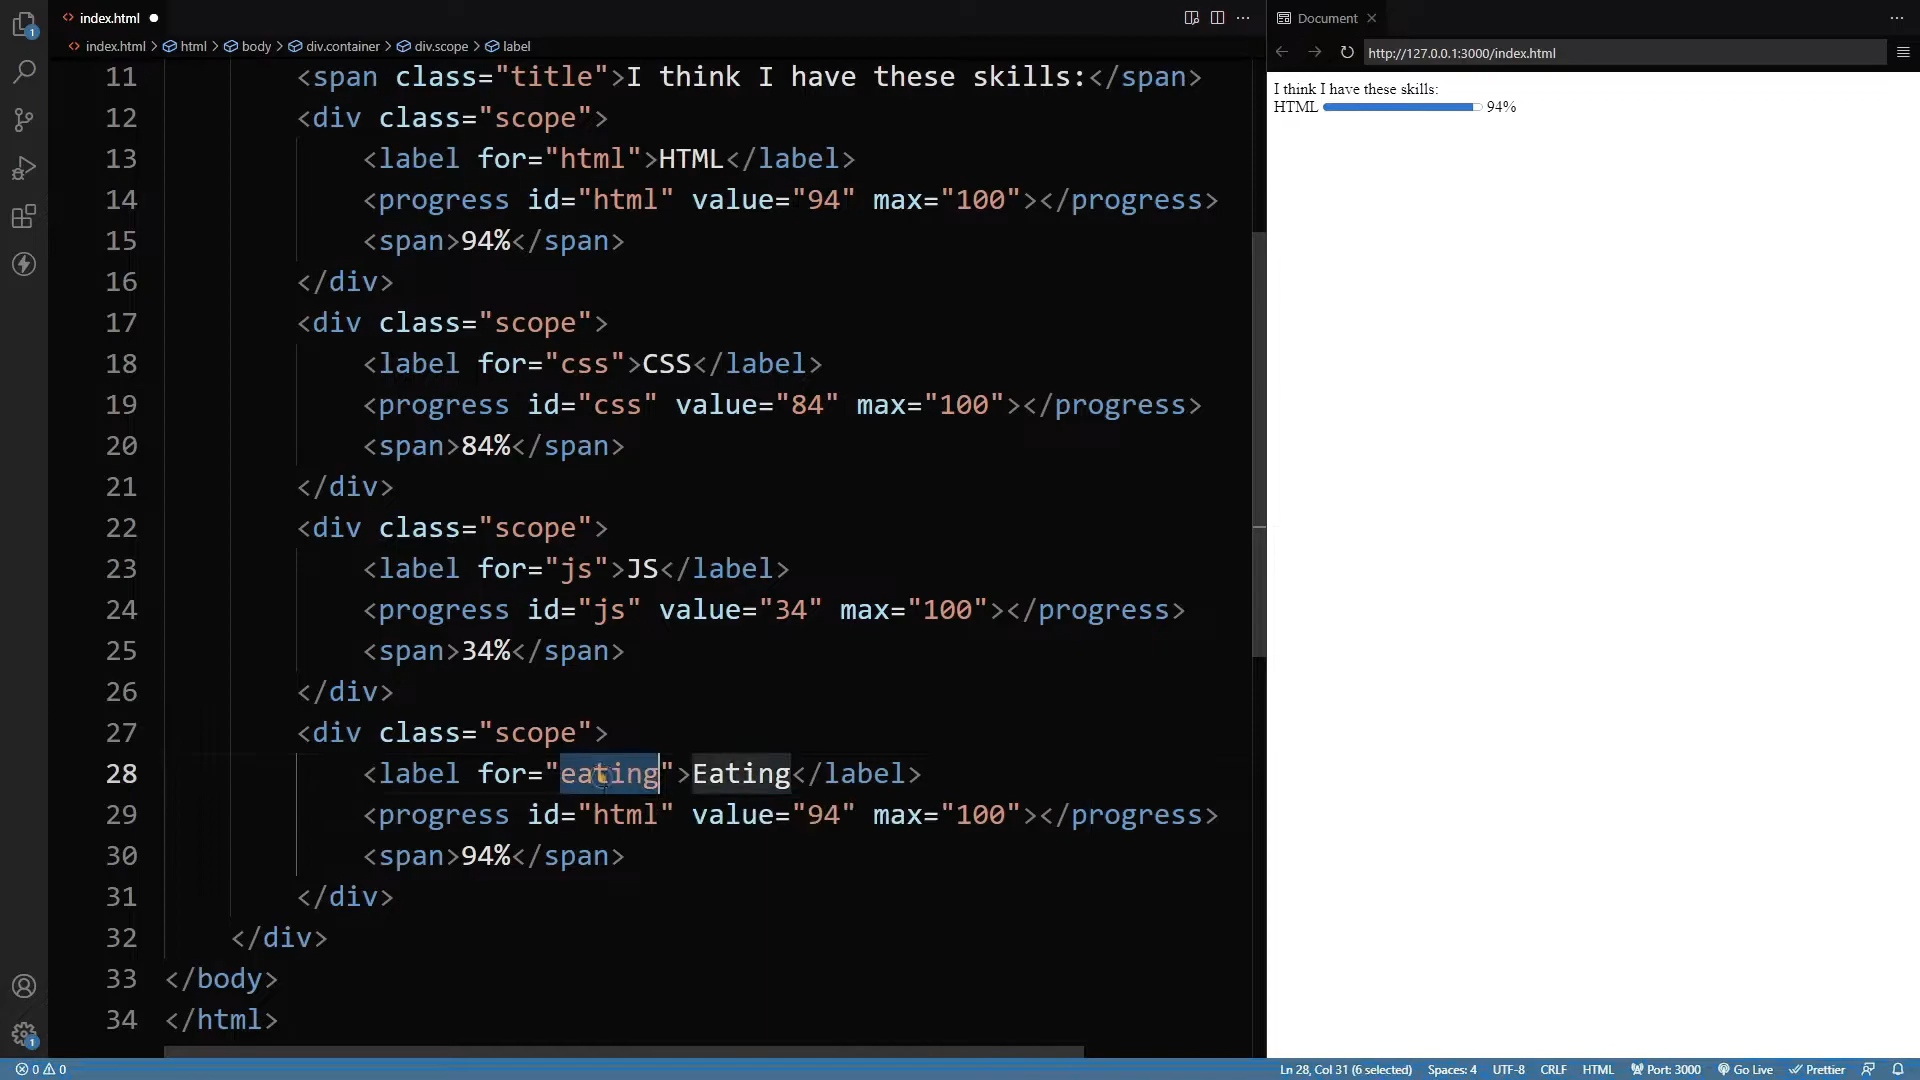 index.html
Document
index.html > html > body > div.container > div.scope > label
http://127.0.0.1:3000/index.html
11 <span class="title">I think I have these skills:</span>
12 <div class="scope">
13 <label for="html">HTML</label>
14 <progress id="html" value="94" max="100"></progress>
15 <span>94%</span>
16 </div>
17 <div class="scope">
18 <label for="css">CSS</label>
19 <progress id="css" value="84" max="100"></progress>
20 <span>84%</span>
21 </div>
22 <div class="scope">
23 <label for="js">JS</label>
24 <progress id="js" value="34" max="100"></progress>
25 <span>34%</span>
26 </div>
27 <div class="scope">
28 <label for="eating">Eating</label>
29 <progress id="html" value="94" max="100"></progress>
30 <span>94%</span>
31 </div>
32 </div>
33 </body>
34 </html>
I think I have these skills:
HTML 94%
1
1
0 0
Ln 28, Col 31 (6 selected) Spaces: 4 UTF-8 CRLF HTML Port: 3000 Go Live Prettier